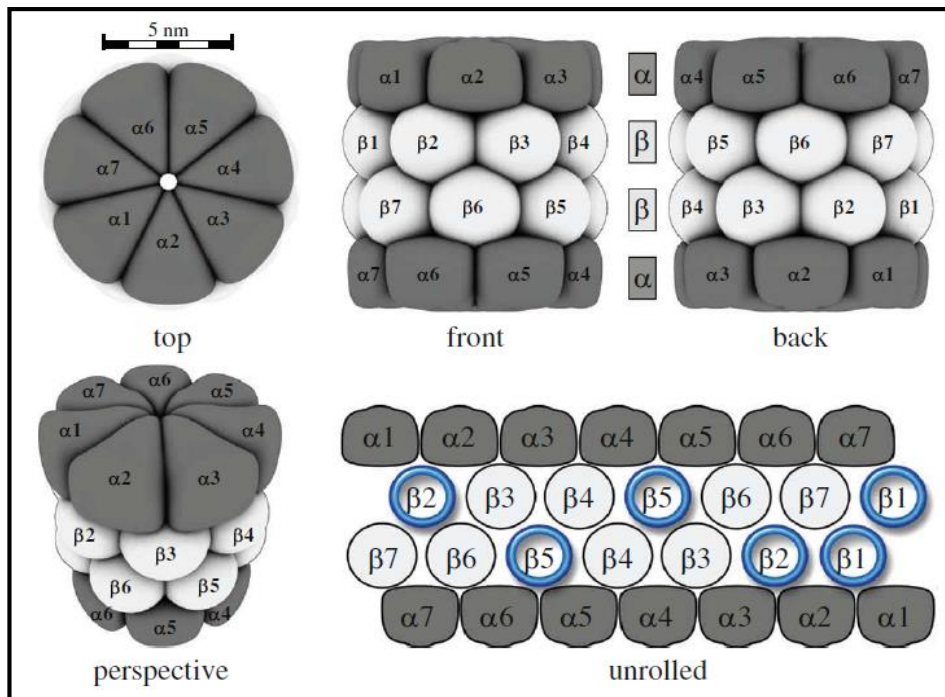 5 nm
α6 α5
α7 α4
α1 α3
α2
top
α1 α2 α3
β1 β2 β3 β4
β7 β6 β5
α7 α6 α5 α4
front
α
β
β
α
α4 α5 α6 α7
β5 β6 β7
β4 β3 β2 β1
α3 α2 α1
back
α6
α7 α5
α1 α4
α2 α3
β2 β4
β3
β6 β5
α6 α4
α5
perspective
α1 α2 α3 α4 α5 α6 α7
β2 β3 β4 β5 β6 β7 β1
β7 β6 β5 β4 β3 β2 β1
α7 α6 α5 α4 α3 α2 α1
unrolled